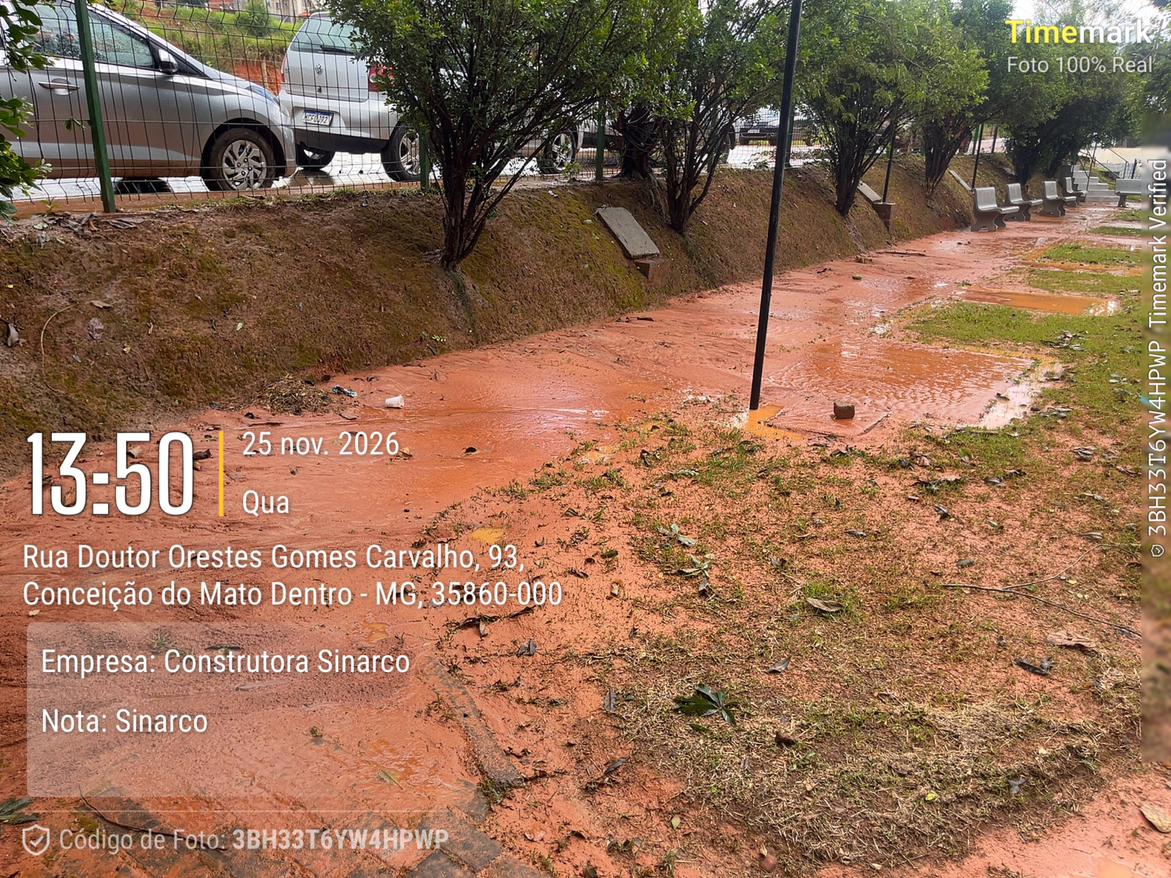 Timemark
Foto 100% Real
13:50
25 nov. 2026
Qua
Rua Doutor Orestes Gomes Carvalho, 93,
Conceição do Mato Dentro - MG, 35860-000
Empresa: Construtora Sinarco
Nota: Sinarco
Código de Foto: 3BH33T6YW4HPWP
3BH33T6YW4HPWP Timemark Verified